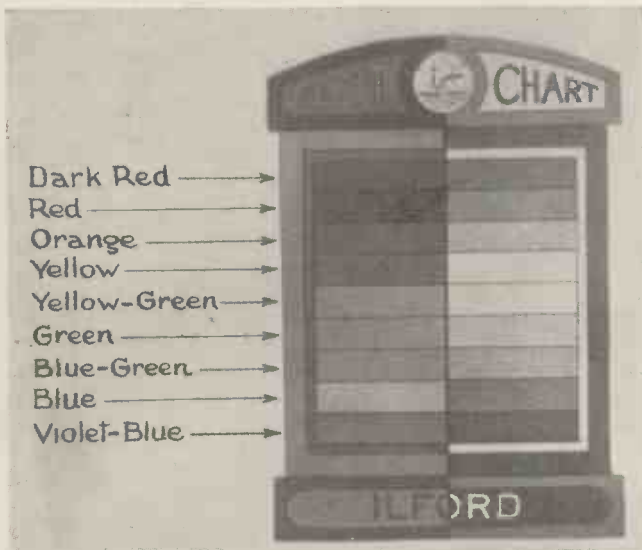 CHART
Dark Red
Red
Orange
Yellow
Yellow-Green
Green
Blue-Green
Blue
Violet-Blue
ILFORD